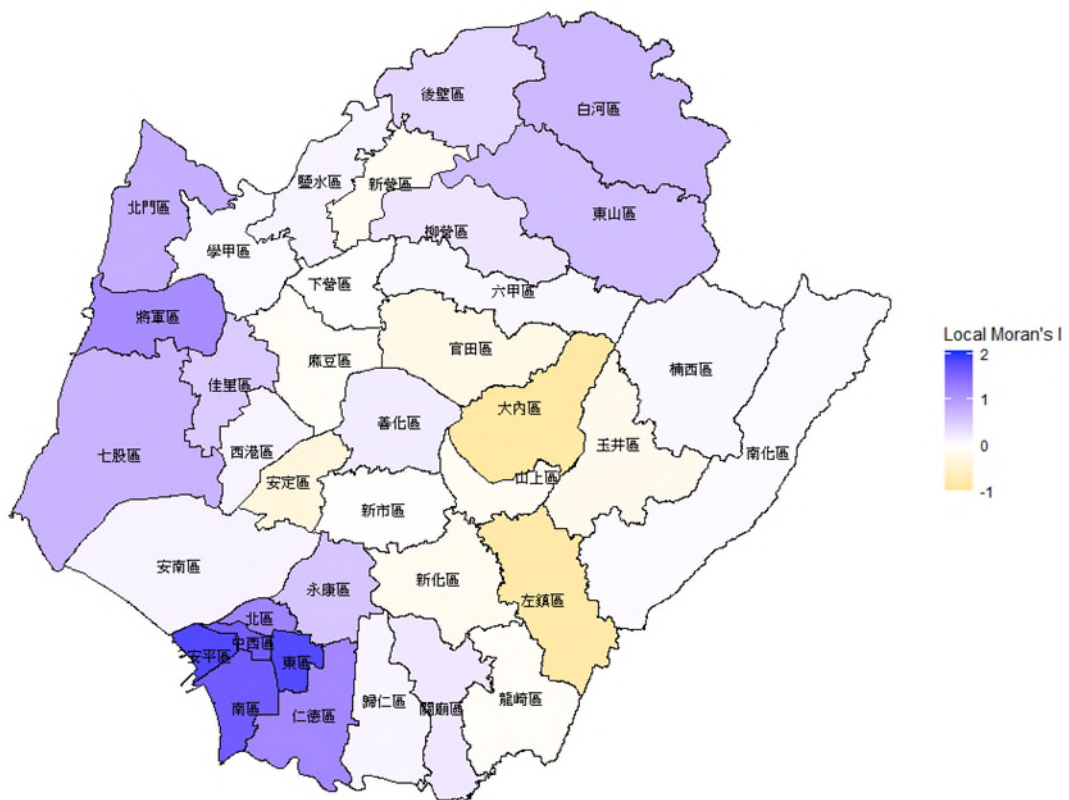 後壁區
白河區
鹽水區
新營區
北門區
東山區
柳營區
學甲區
下營區
六甲區
將軍區
官田區
麻豆區
楠西區
佳里區
大內區
善化區
玉井區
西港區
七股區
南化區
山上區
安定區
新市區
安南區
新化區
永康區
左鎮區
北區
中西區
安平區
東區
歸仁區
龍崎區
南區
關廟區
仁德區
Local Moran's I
2
1
0
-1